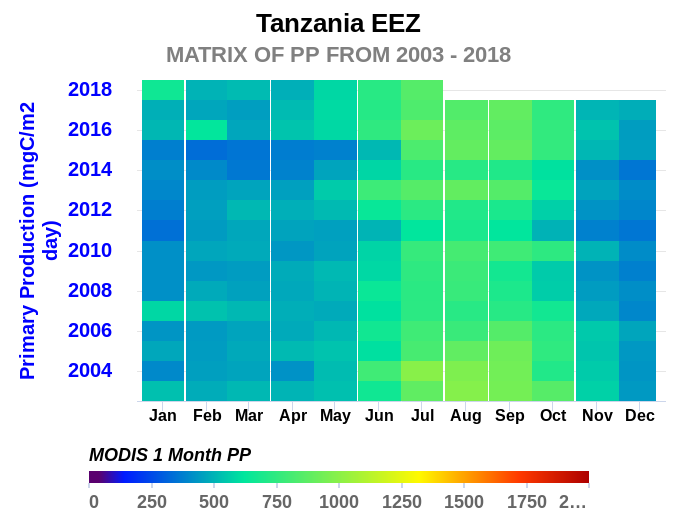 Tanzania EEZ
MATRIX OF PP FROM 2003 - 2018
Primary Production (mgC/m2
day)
2018
2016
2014
2012
2010
2008
2006
2004
Jan Feb Mar Apr May Jun Jul Aug Sep Oct Nov Dec
MODIS 1 Month PP
0 250 500 750 1000 1250 1500 1750 2…